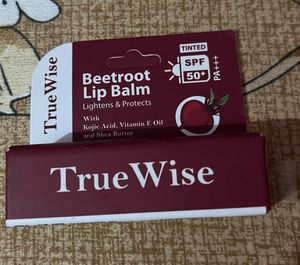 TrueWise
TINTED
SPF
50+
PA+++
Beetroot
Lip Balm
Lightens & Protects
With
Kojic Acid, Vitamin E Oil
and Shea Butter
TrueWise